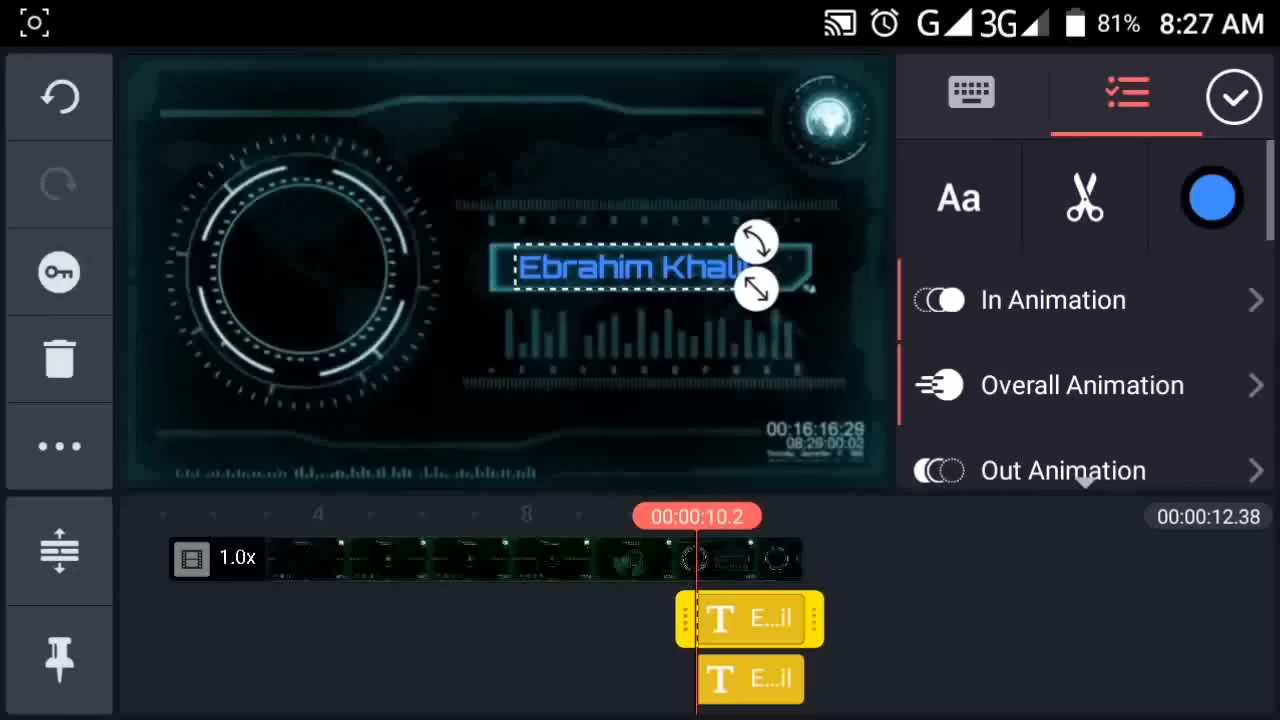 G 3G 81% 8:27 AM
Aa
Ebrahim Khalil
In Animation
Overall Animation
Out Animation
00:16:16:29
08:29:00:02
4 8 00:00:10.2 00:00:12.38
1.0x
T E...il
T E...il